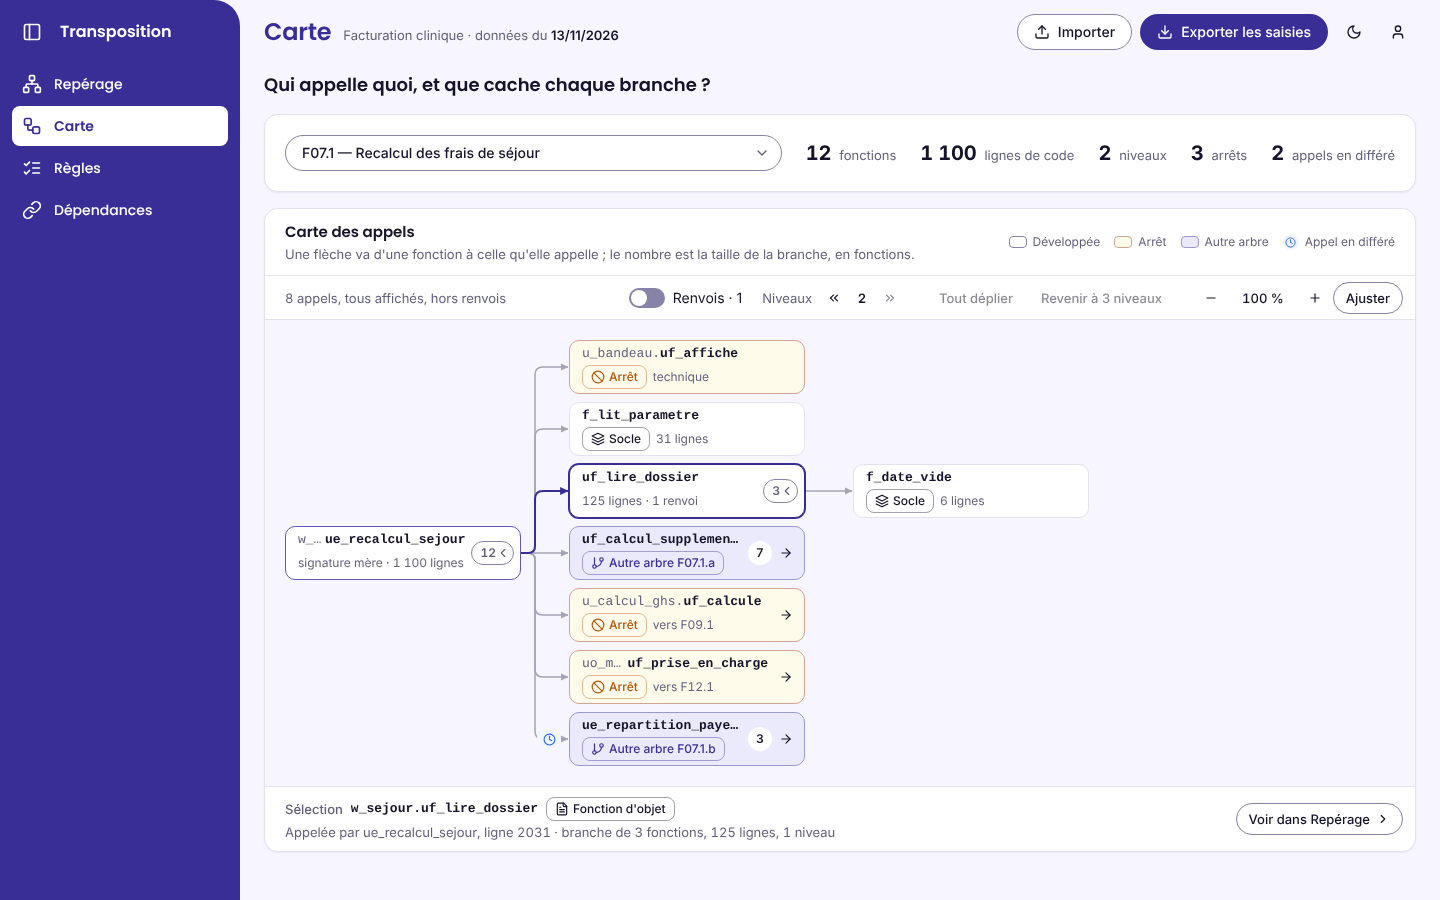 Transposition
Repérage
Carte
Règles
Dépendances
Carte Facturation clinique · données du 13/11/2026
Importer
Exporter les saisies
Qui appelle quoi, et que cache chaque branche ?
F07.1 — Recalcul des frais de séjour
12 fonctions 1 100 lignes de code 2 niveaux 3 arrêts 2 appels en différé
Carte des appels
Une flèche va d'une fonction à celle qu'elle appelle ; le nombre est la taille de la branche, en fonctions.
Développée Arrêt Autre arbre Appel en différé
8 appels, tous affichés, hors renvois
Renvois · 1 Niveaux « 2 » Tout déplier Revenir à 3 niveaux − 100 % + Ajuster
u_bandeau.uf_affiche
Arrêt technique
f_lit_parametre
Socle 31 lignes
uf_lire_dossier
125 lignes · 1 renvoi
3
f_date_vide
Socle 6 lignes
w_… ue_recalcul_sejour
signature mère · 1 100 lignes
12
uf_calcul_supplemen…
Autre arbre F07.1.a
7
u_calcul_ghs.uf_calcule
Arrêt vers F09.1
uo_m… uf_prise_en_charge
Arrêt vers F12.1
ue_repartition_paye…
Autre arbre F07.1.b
3
Sélection w_sejour.uf_lire_dossier Fonction d'objet
Appelée par ue_recalcul_sejour, ligne 2031 · branche de 3 fonctions, 125 lignes, 1 niveau
Voir dans Repérage